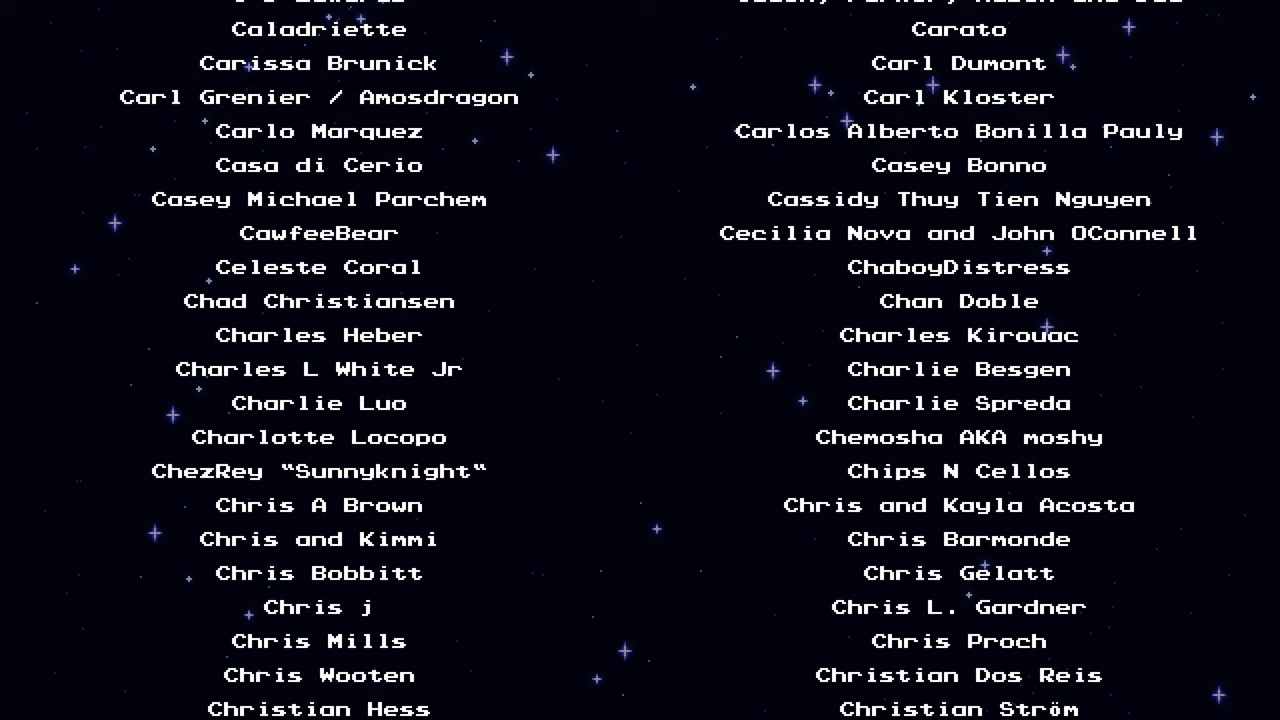 Caladriette
Carato
Carissa Brunick
Carl Dumont
Carl Grenier / Amosdragon
Carl Kloster
Carlo Marquez
Carlos Alberto Bonilla Pauly
Casa di Cerio
Casey Bonno
Casey Michael Parchem
Cassidy Thuy Tien Nguyen
CawfeeBear
Cecilia Nova and John OConnell
Celeste Coral
ChaboyDistress
Chad Christiansen
Chan Doble
Charles Heber
Charles Kirouac
Charles L White Jr
Charlie Besgen
Charlie Luo
Charlie Spreda
Charlotte Locopo
Chemosha AKA moshy
ChezRey "Sunnyknight"
Chips N Cellos
Chris A Brown
Chris and Kayla Acosta
Chris and Kimmi
Chris Barmonde
Chris Bobbitt
Chris Gelatt
Chris j
Chris L. Gardner
Chris Mills
Chris Proch
Chris Wooten
Christian Dos Reis
Christian Hess
Christian Ström